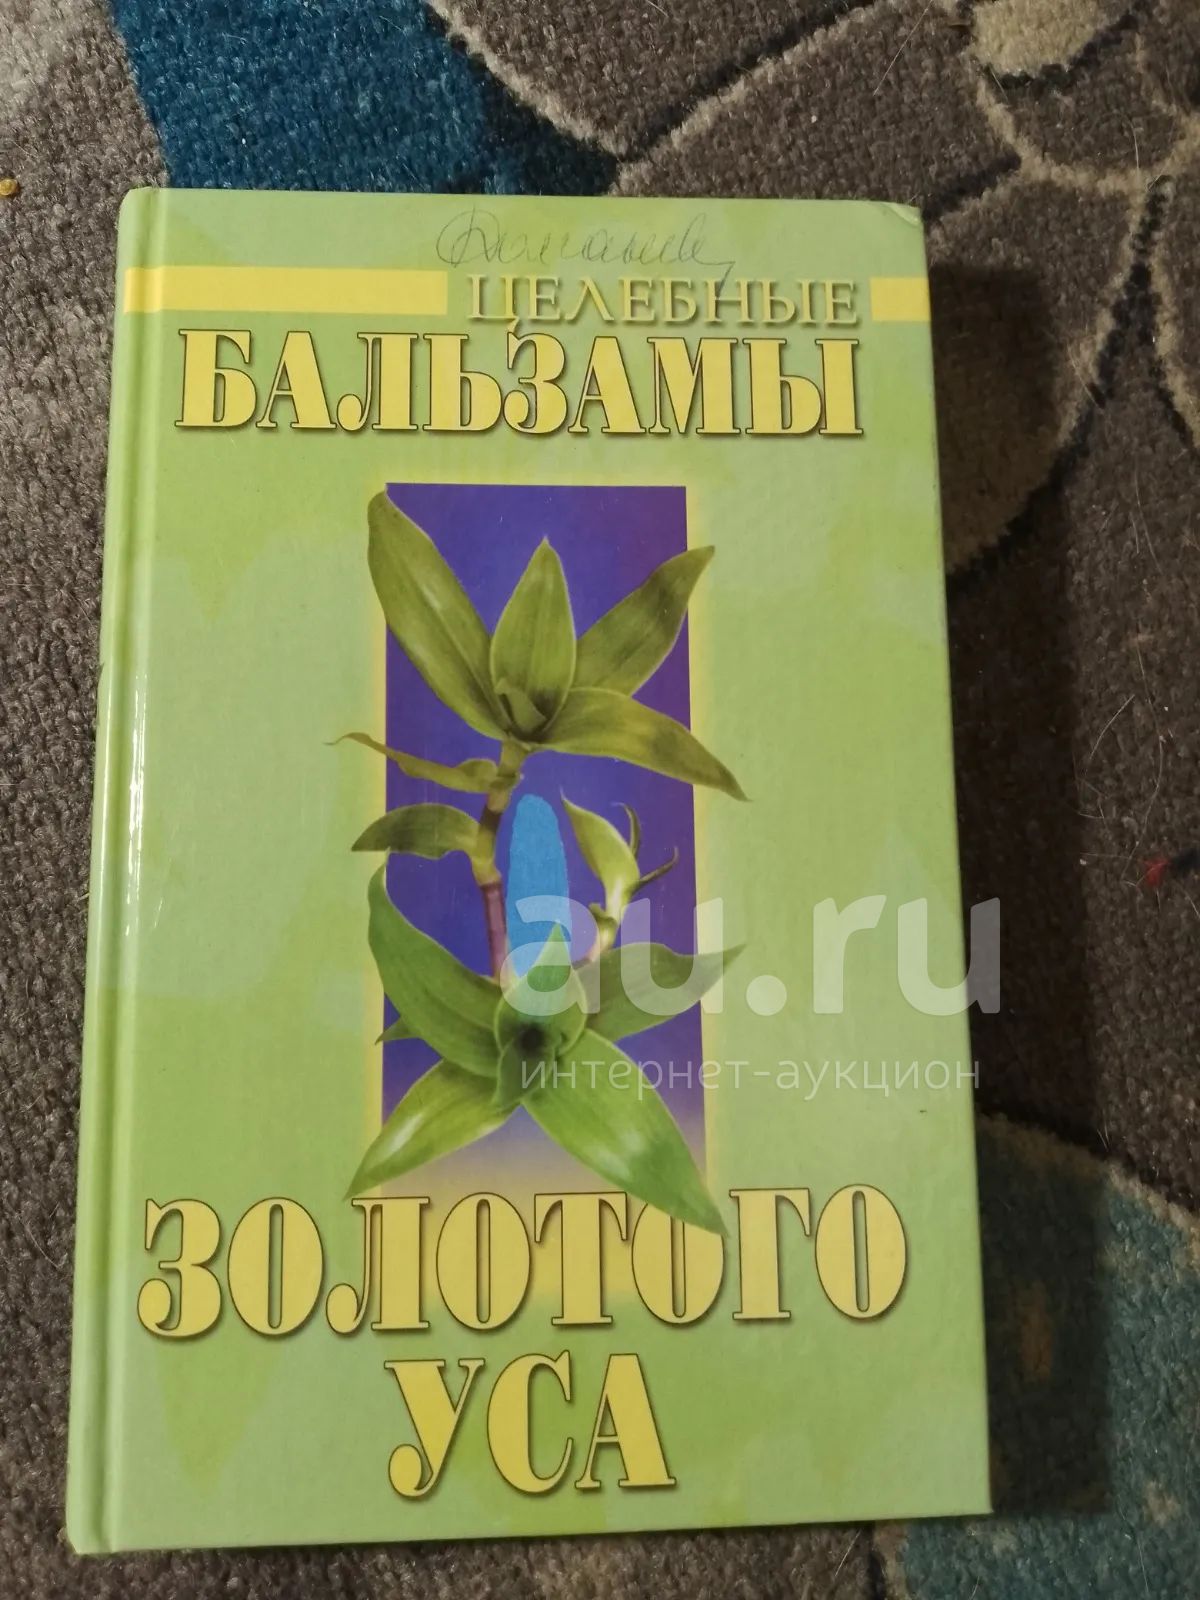 ЦЕЛЕБНЫЕ
БАЛЬЗАМЫ
au.ru
интернет-аукцион
ЗОЛОТОГО
УСА